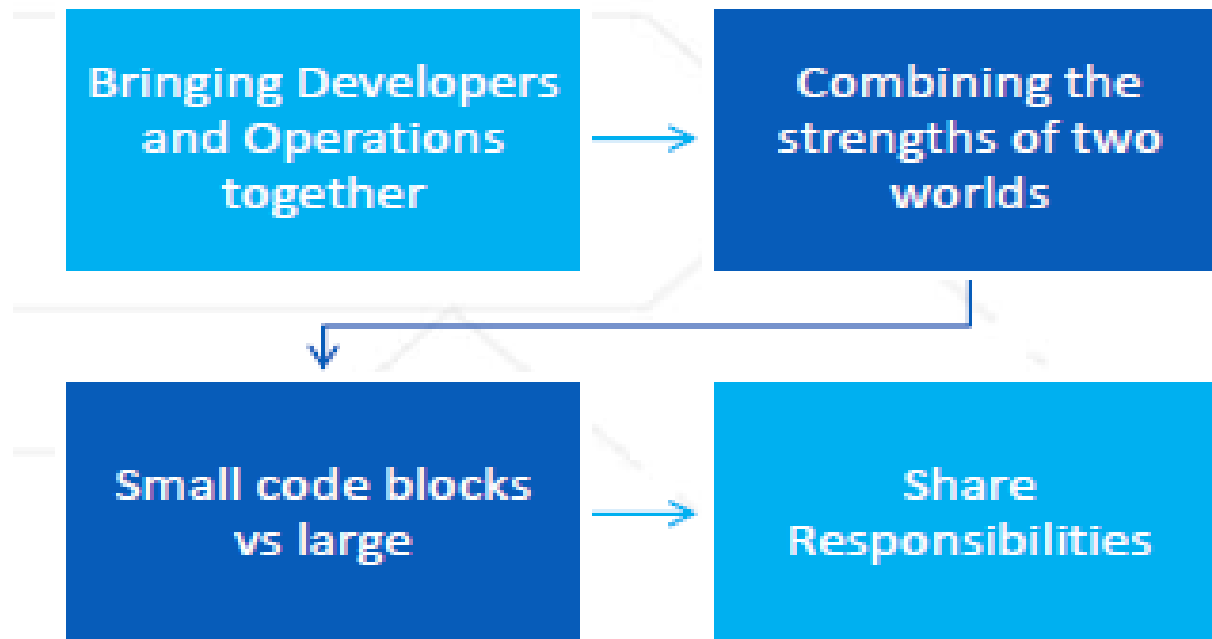 Bringing Developers
and Operations
together
Combining the
strengths of two
worlds
Small code blocks
vs large
Share
Responsibilities